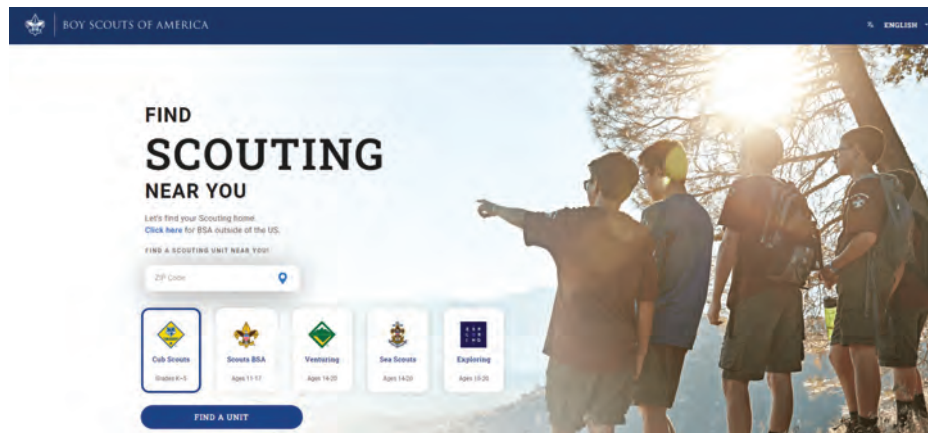 BOY SCOUTS OF AMERICA
ENGLISH
FIND
SCOUTING
NEAR YOU
Let's find your Scouting home.
Click here for BSA outside of the US.
FIND A SCOUTING UNIT NEAR YOU!
ZIP Code
Cub Scouts Scouts BSA Venturing Sea Scouts Exploring
Grades K-5 Ages 11-17 Ages 14-20 Ages 14-20 Ages 10-20
FIND A UNIT